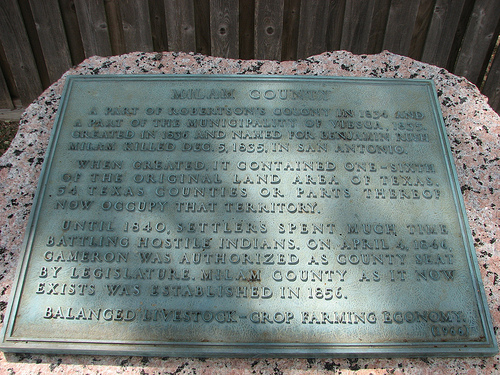 MILAM COUNTY
A PART OF ROBERTSON'S COLONY IN 1834 AND
A PART OF THE MUNICIPALITY OF VIESCA, 1835.
CREATED IN 1836 AND NAMED FOR BENJAMIN RUSH
MILAM KILLED DEC. 5, 1835, IN SAN ANTONIO.
WHEN CREATED, IT CONTAINED ONE-SIXTH
OF THE ORIGINAL LAND AREA OF TEXAS.
54 TEXAS COUNTIES OR PARTS THEREOF
NOW OCCUPY THAT TERRITORY.
UNTIL 1840, SETTLERS SPENT MUCH TIME
BATTLING HOSTILE INDIANS. ON APRIL 4, 1846,
CAMERON WAS AUTHORIZED AS COUNTY SEAT
BY LEGISLATURE. MILAM COUNTY AS IT NOW
EXISTS WAS ESTABLISHED IN 1856.
BALANCED LIVESTOCK-CROP FARMING ECONOMY.